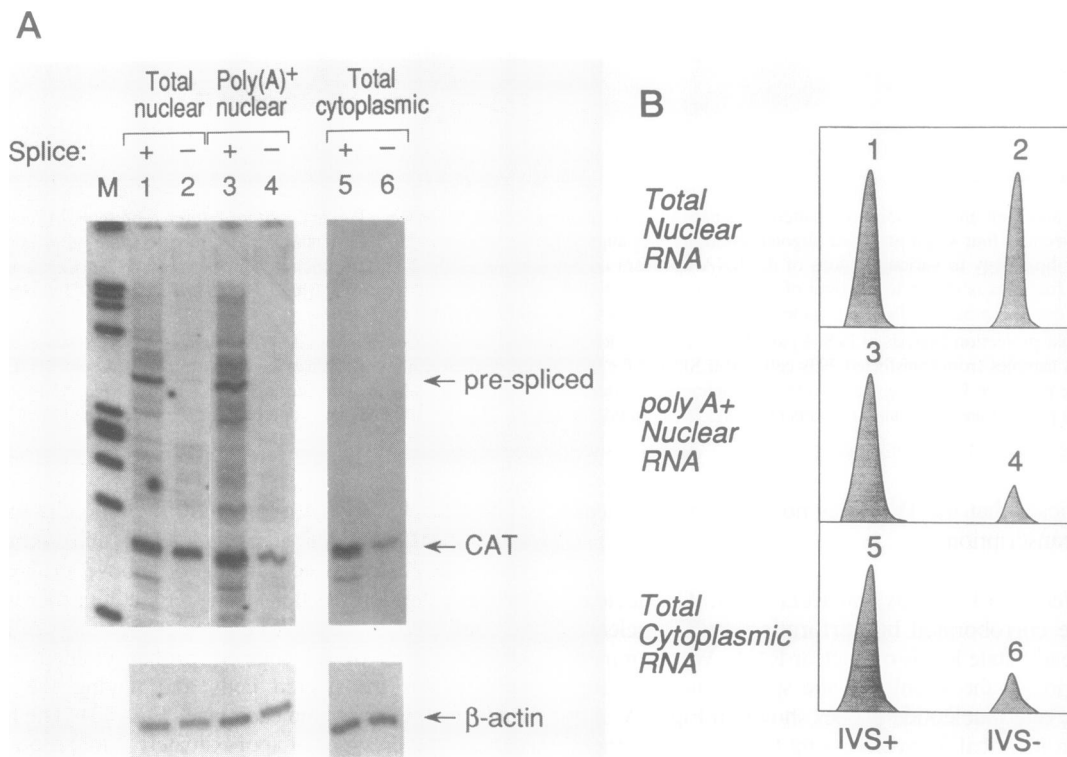 A
Total nuclear
Poly(A)+ nuclear
Total cytoplasmic
Splice: + − + − + −
M 1 2 3 4 5 6
← pre-spliced
← CAT
← β-actin
B
Total Nuclear RNA
1 2
poly A+ Nuclear RNA
3 4
Total Cytoplasmic RNA
5 6
IVS+ IVS-